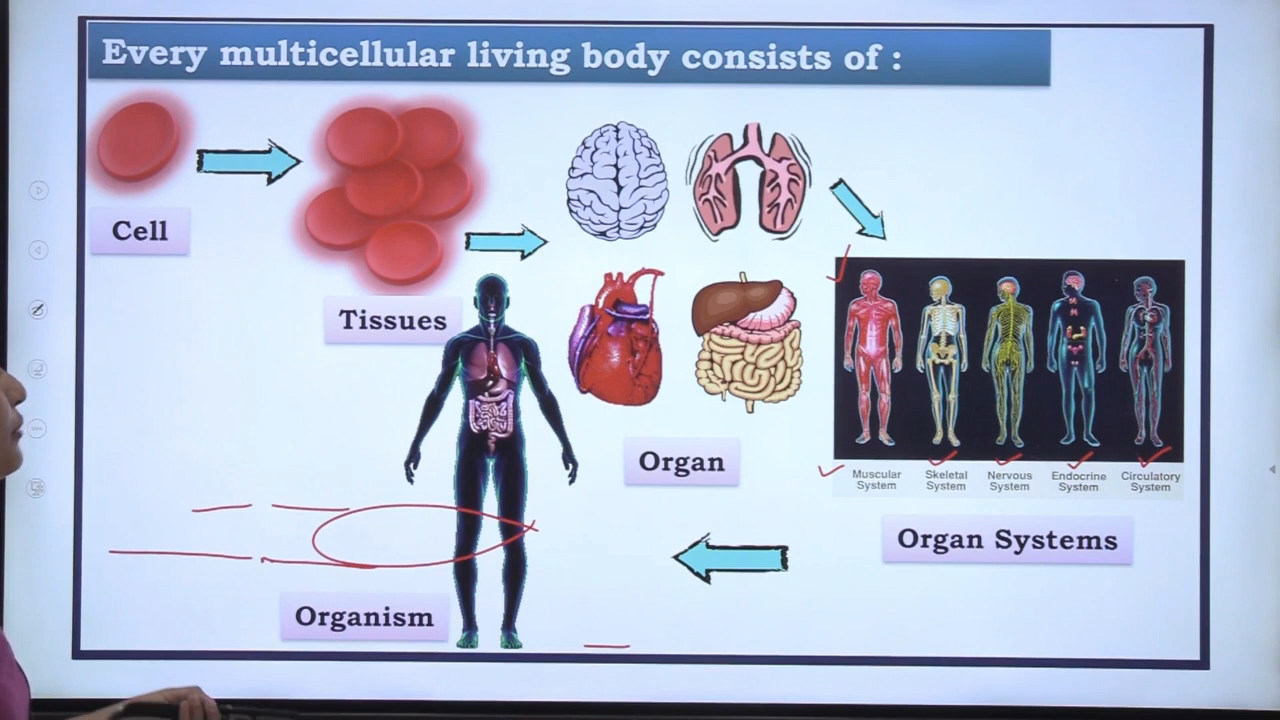 Every multicellular living body consists of :
Cell
Tissues
Organ
Muscular
System
Skeletal
System
Nervous
System
Endocrine
System
Circulatory
System
Organ Systems
Organism